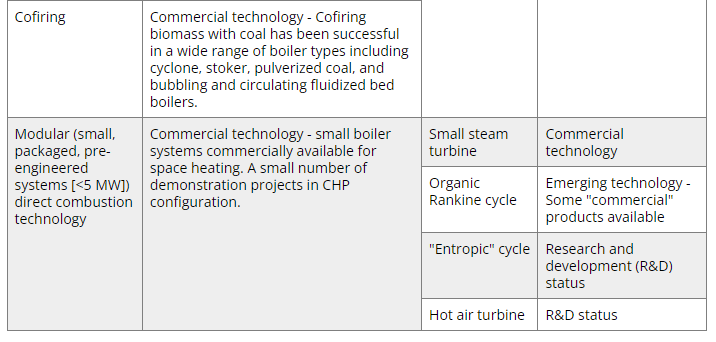 Cofiring
Commercial technology - Cofiring
biomass with coal has been successful
in a wide range of boiler types including
cyclone, stoker, pulverized coal, and
bubbling and circulating fluidized bed
boilers.
Modular (small,
packaged, pre-
engineered
systems [<5 MW])
direct combustion
technology
Commercial technology - small boiler
systems commercially available for
space heating. A small number of
demonstration projects in CHP
configuration.
Small steam
turbine
Commercial
technology
Organic
Rankine cycle
Emerging technology -
Some "commercial"
products available
"Entropic" cycle
Research and
development (R&D)
status
Hot air turbine
R&D status